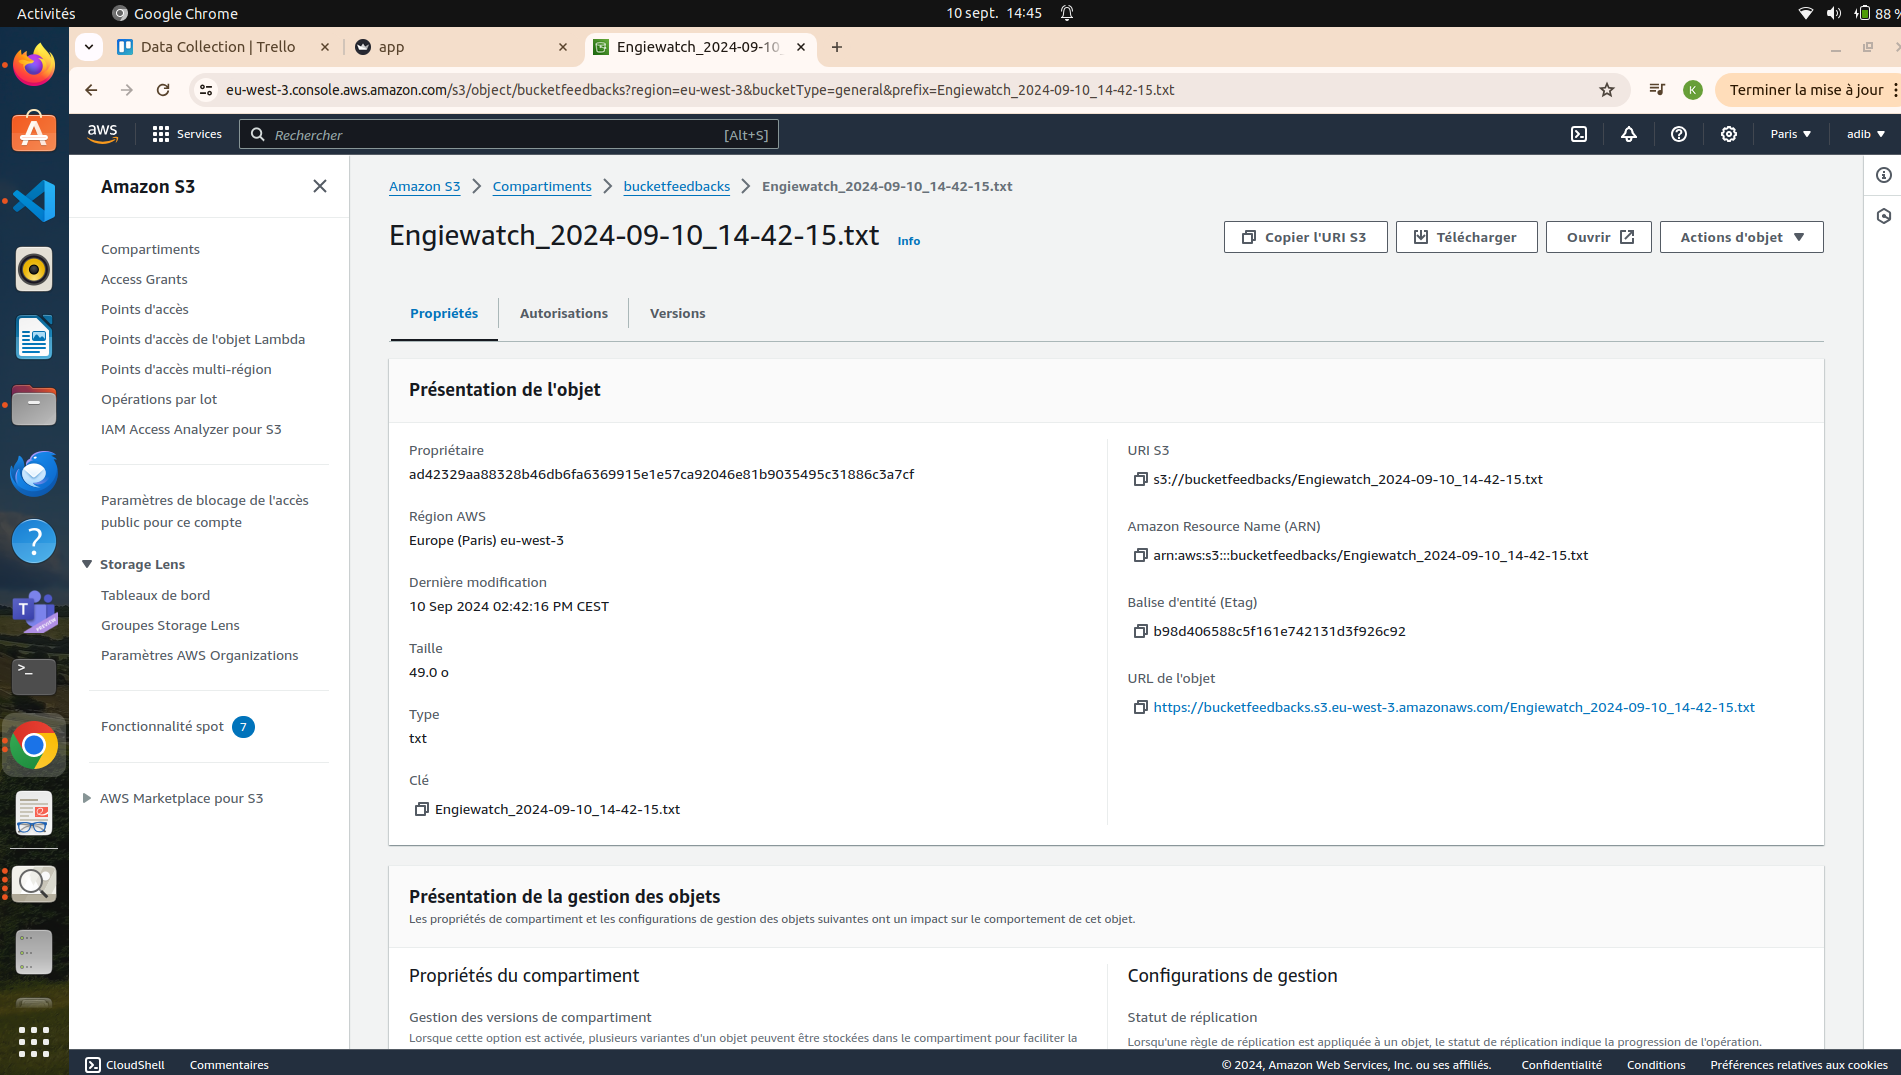 Activités
Google Chrome
10 sept. 14:45
88 %
Data Collection | Trello
app
Engiewatch_2024-09-10_
eu-west-3.console.aws.amazon.com/s3/object/bucketfeedbacks?region=eu-west-3&bucketType=general&prefix=Engiewatch_2024-09-10_14-42-15.txt
K
Terminer la mise à jour
aws
Services
Rechercher
[Alt+S]
Paris
adib
Amazon S3
Compartiments
Access Grants
Points d'accès
Points d'accès de l'objet Lambda
Points d'accès multi-région
Opérations par lot
IAM Access Analyzer pour S3
Paramètres de blocage de l'accès
public pour ce compte
Storage Lens
Tableaux de bord
Groupes Storage Lens
Paramètres AWS Organizations
Fonctionnalité spot 7
AWS Marketplace pour S3
Amazon S3
Compartiments
bucketfeedbacks
Engiewatch_2024-09-10_14-42-15.txt
Engiewatch_2024-09-10_14-42-15.txt Info
Copier l'URI S3
Télécharger
Ouvrir
Actions d'objet
Propriétés
Autorisations
Versions
Présentation de l'objet
Propriétaire
ad42329aa88328b46db6fa6369915e1e57ca92046e81b9035495c31886c3a7cf
Région AWS
Europe (Paris) eu-west-3
Dernière modification
10 Sep 2024 02:42:16 PM CEST
Taille
49.0 o
Type
txt
Clé
Engiewatch_2024-09-10_14-42-15.txt
URI S3
s3://bucketfeedbacks/Engiewatch_2024-09-10_14-42-15.txt
Amazon Resource Name (ARN)
arn:aws:s3:::bucketfeedbacks/Engiewatch_2024-09-10_14-42-15.txt
Balise d'entité (Etag)
b98d406588c5f161e742131d3f926c92
URL de l'objet
https://bucketfeedbacks.s3.eu-west-3.amazonaws.com/Engiewatch_2024-09-10_14-42-15.txt
Présentation de la gestion des objets
Les propriétés de compartiment et les configurations de gestion des objets suivantes ont un impact sur le comportement de cet objet.
Propriétés du compartiment
Gestion des versions de compartiment
Lorsque cette option est activée, plusieurs variantes d'un objet peuvent être stockées dans le compartiment pour faciliter la
Configurations de gestion
Statut de réplication
Lorsqu'une règle de réplication est appliquée à un objet, le statut de réplication indique la progression de l'opération.
CloudShell
Commentaires
© 2024, Amazon Web Services, Inc. ou ses affiliés.
Confidentialité
Conditions
Préférences relatives aux cookies